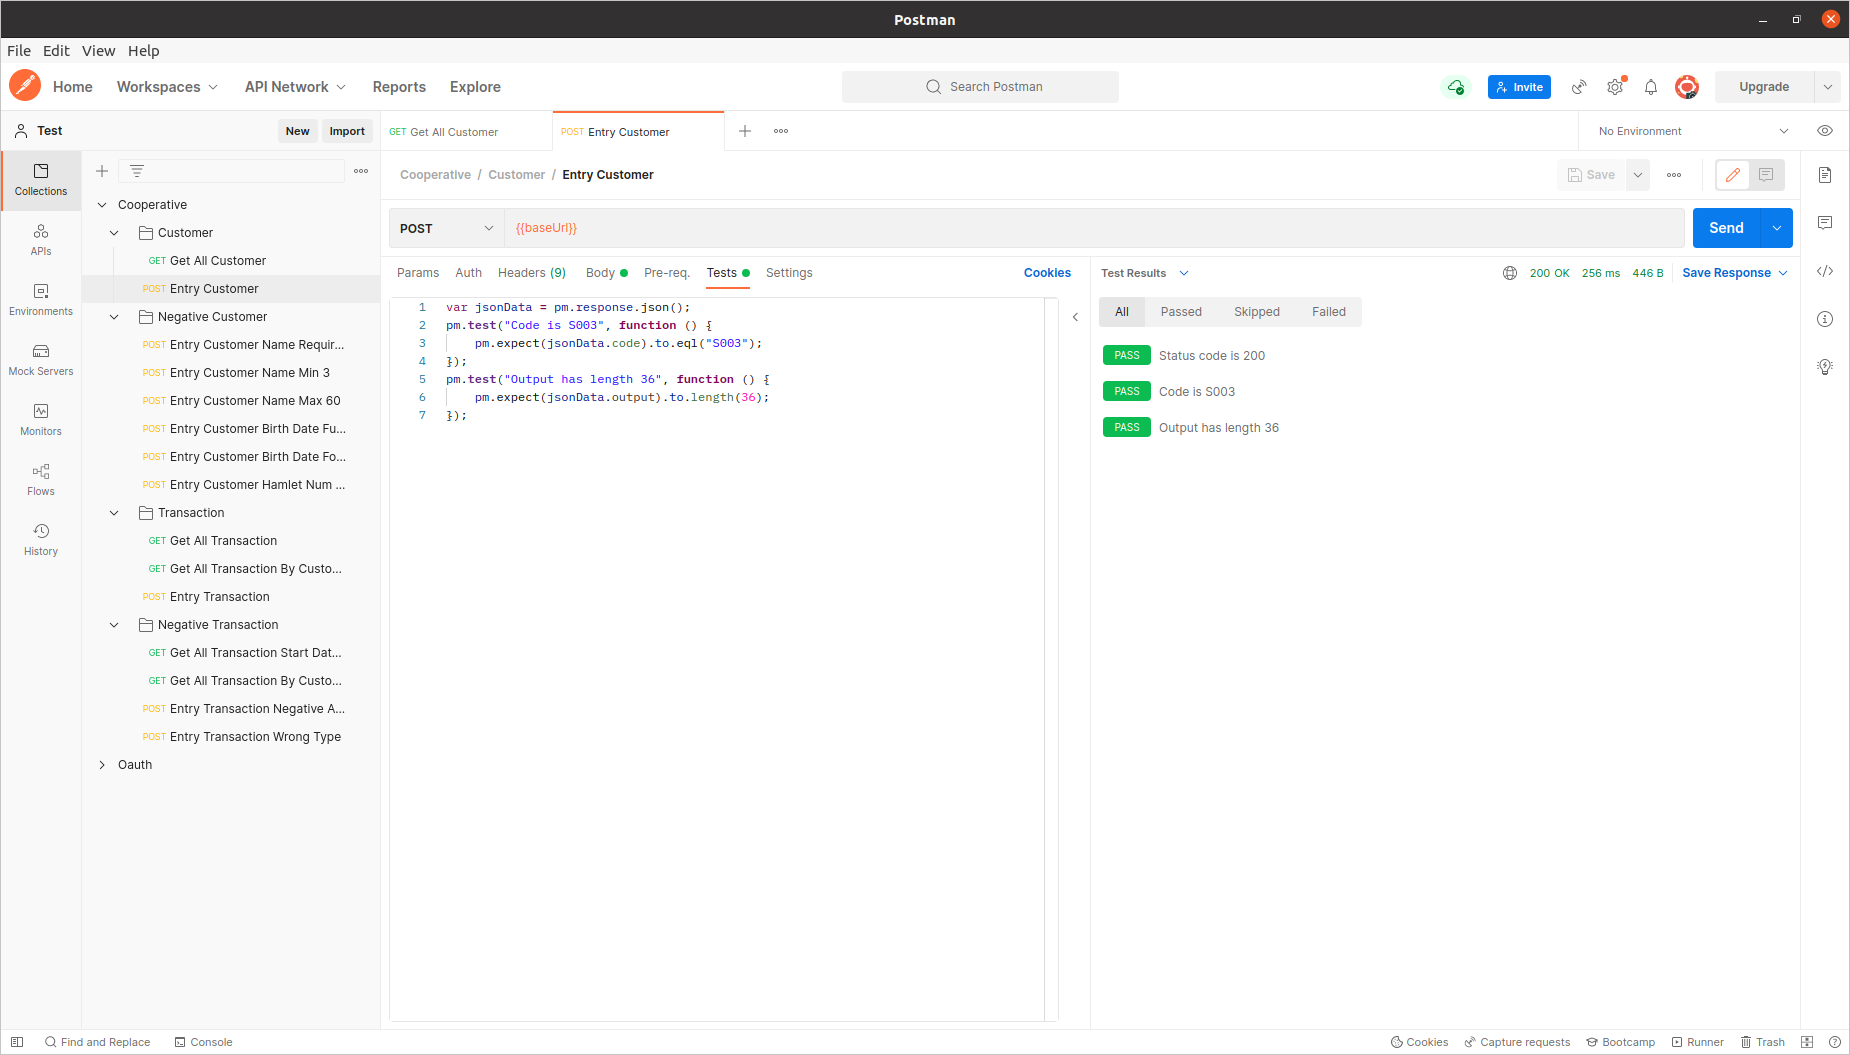 Postman
File Edit View Help
Home Workspaces API Network Reports Explore Search Postman Invite Upgrade
Test New Import GET Get All Customer POST Entry Customer No Environment
Collections
APIs
Environments
Mock Servers
Monitors
Flows
History
Cooperative
Customer
GET Get All Customer
POST Entry Customer
Negative Customer
POST Entry Customer Name Requir...
POST Entry Customer Name Min 3
POST Entry Customer Name Max 60
POST Entry Customer Birth Date Fu...
POST Entry Customer Birth Date Fo...
POST Entry Customer Hamlet Num ...
Transaction
GET Get All Transaction
GET Get All Transaction By Custo...
POST Entry Transaction
Negative Transaction
GET Get All Transaction Start Dat...
GET Get All Transaction By Custo...
POST Entry Transaction Negative A...
POST Entry Transaction Wrong Type
Oauth
Cooperative / Customer / Entry Customer Save
POST {{baseUrl}} Send
Params Auth Headers (9) Body Pre-req. Tests Settings Cookies
1 var jsonData = pm.response.json();
2 pm.test("Code is S003", function () {
3 pm.expect(jsonData.code).to.eql("S003");
4 });
5 pm.test("Output has length 36", function () {
6 pm.expect(jsonData.output).to.length(36);
7 });
Test Results 200 OK 256 ms 446 B Save Response
All Passed Skipped Failed
PASS Status code is 200
PASS Code is S003
PASS Output has length 36
Find and Replace Console Cookies Capture requests Bootcamp Runner Trash